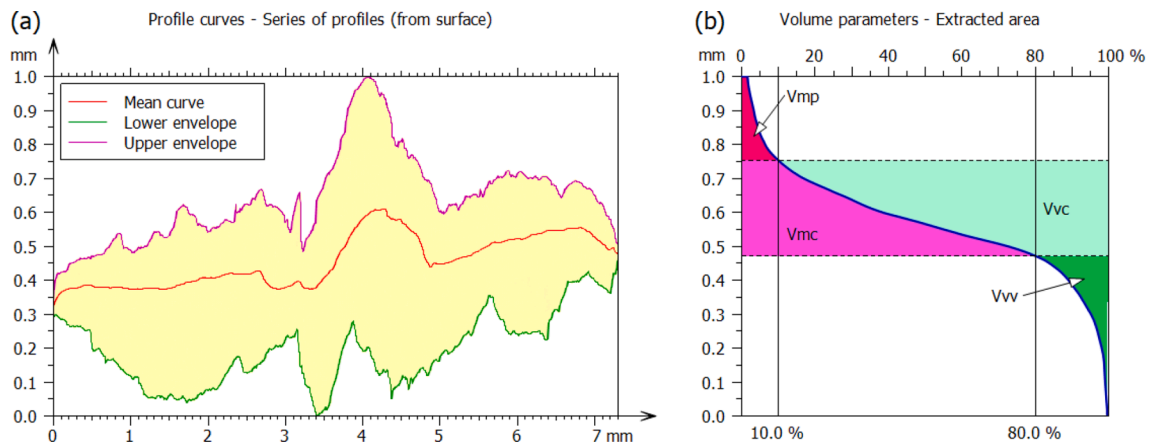 (a) Profile curves - Series of profiles (from surface)
mm
1.0
0.9
0.8
0.7
0.6
0.5
0.4
0.3
0.2
0.1
0.0
Mean curve
Lower envelope
Upper envelope
0 1 2 3 4 5 6 7 mm
(b) Volume parameters - Extracted area
mm 0 20 40 60 80 100 %
1.0
0.9
0.8
0.7
0.6
0.5
0.4
0.3
0.2
0.1
0.0
Vmp
Vvc
Vmc
Vvv
10.0 % 80.0 %